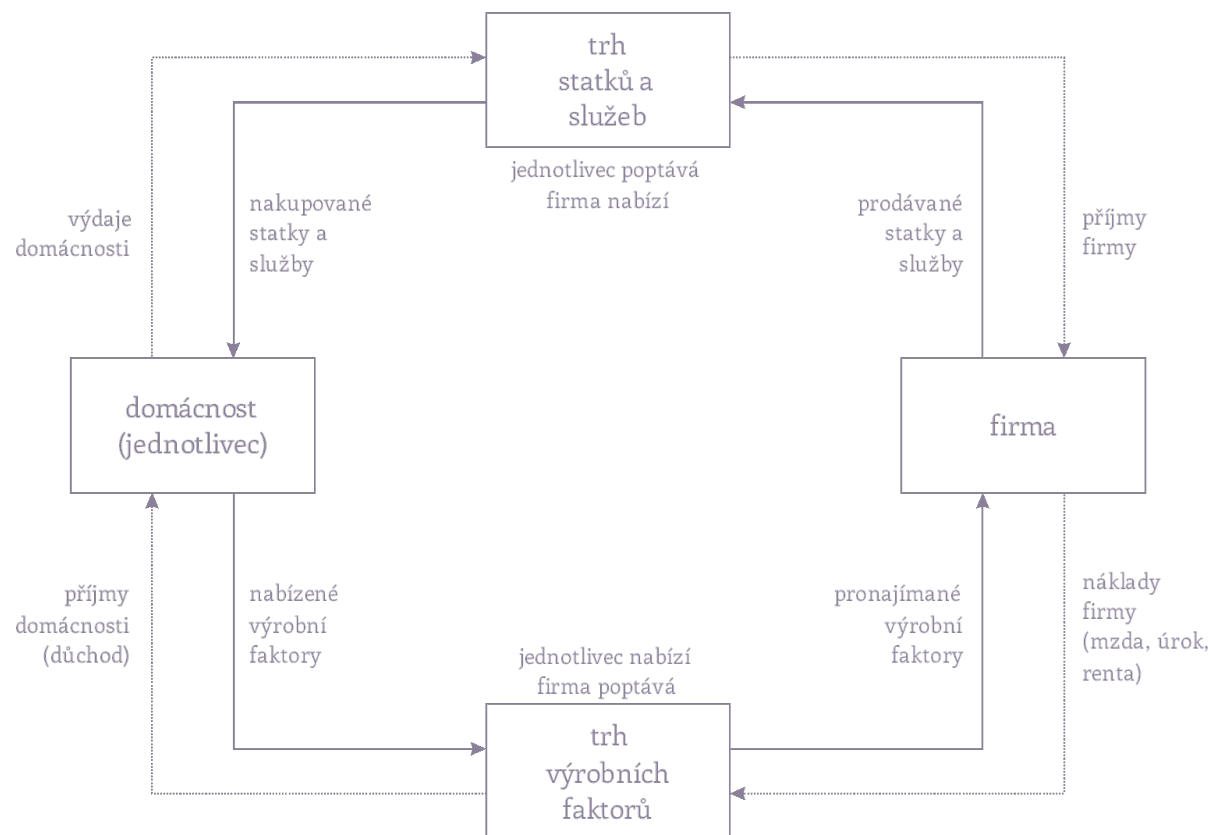 trh
statků a
služeb
jednotlivec poptává
firma nabízí
výdaje
domácnosti
nakupované
statky a
služby
prodávané
statky a
služby
příjmy
firmy
domácnost
(jednotlivec)
firma
příjmy
domácnosti
(důchod)
nabízené
výrobní
faktory
jednotlivec nabízí
firma poptává
pronajímané
výrobní
faktory
náklady
firmy
(mzda, úrok,
renta)
trh
výrobních
faktorů